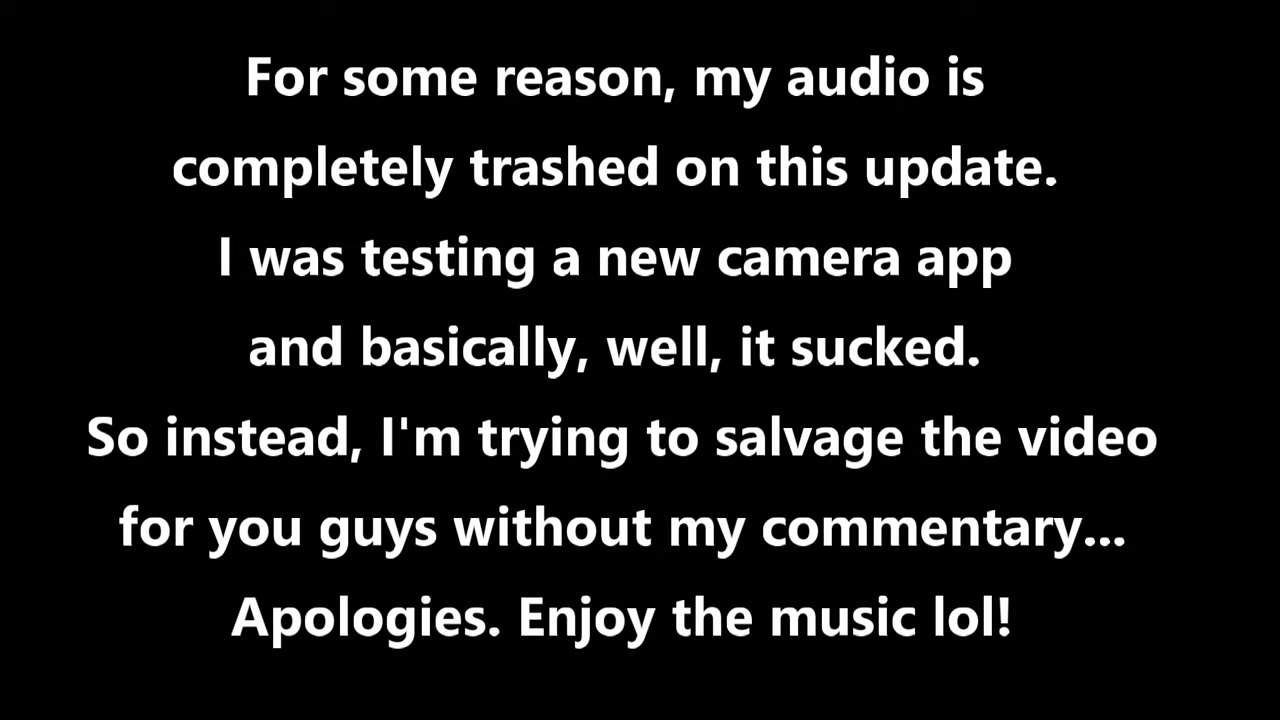 For some reason, my audio is
completely trashed on this update.
I was testing a new camera app
and basically, well, it sucked.
So instead, I'm trying to salvage the video
for you guys without my commentary...
Apologies. Enjoy the music lol!